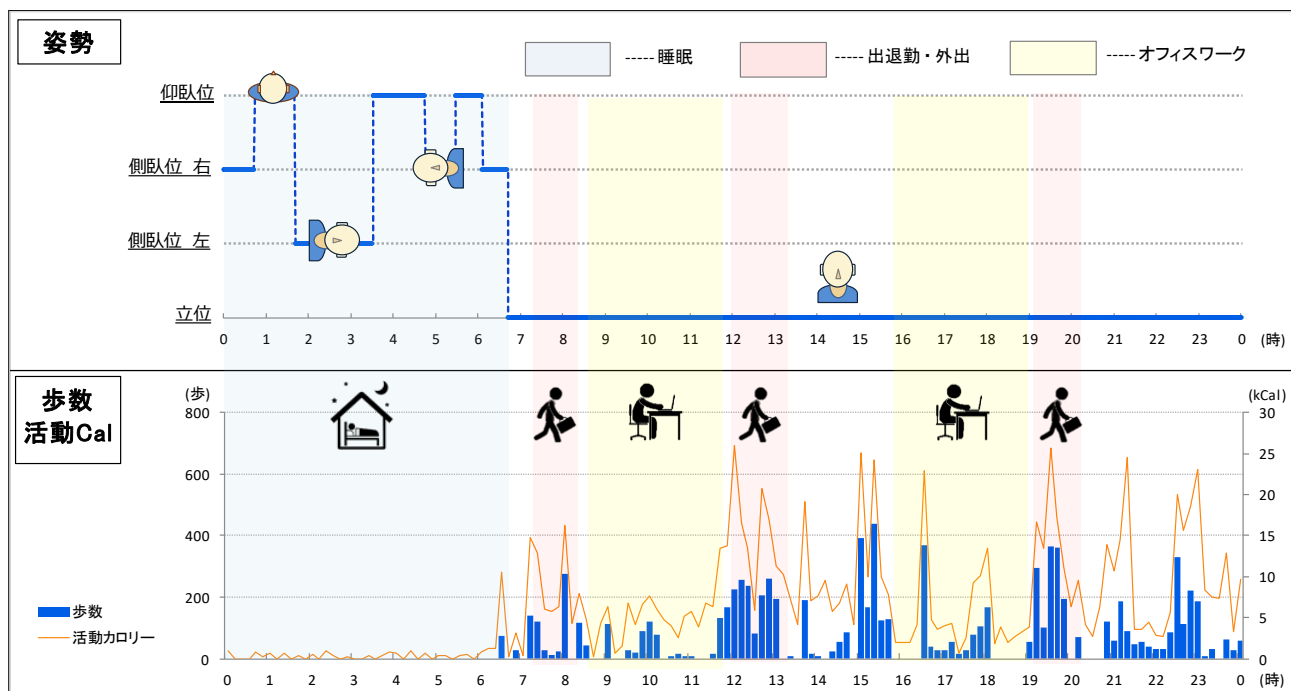 姿勢
----- 睡眠
----- 出退勤・外出
----- オフィスワーク
仰臥位
側臥位 右
側臥位 左
立位
0 1 2 3 4 5 6 7 8 9 10 11 12 13 14 15 16 17 18 19 20 21 22 23 0 (時)
歩数
活動Cal
(歩)
(kCal)
800
600
400
200
0
30
25
20
15
10
5
0
歩数
活動カロリー
0 1 2 3 4 5 6 7 8 9 10 11 12 13 14 15 16 17 18 19 20 21 22 23 0 (時)